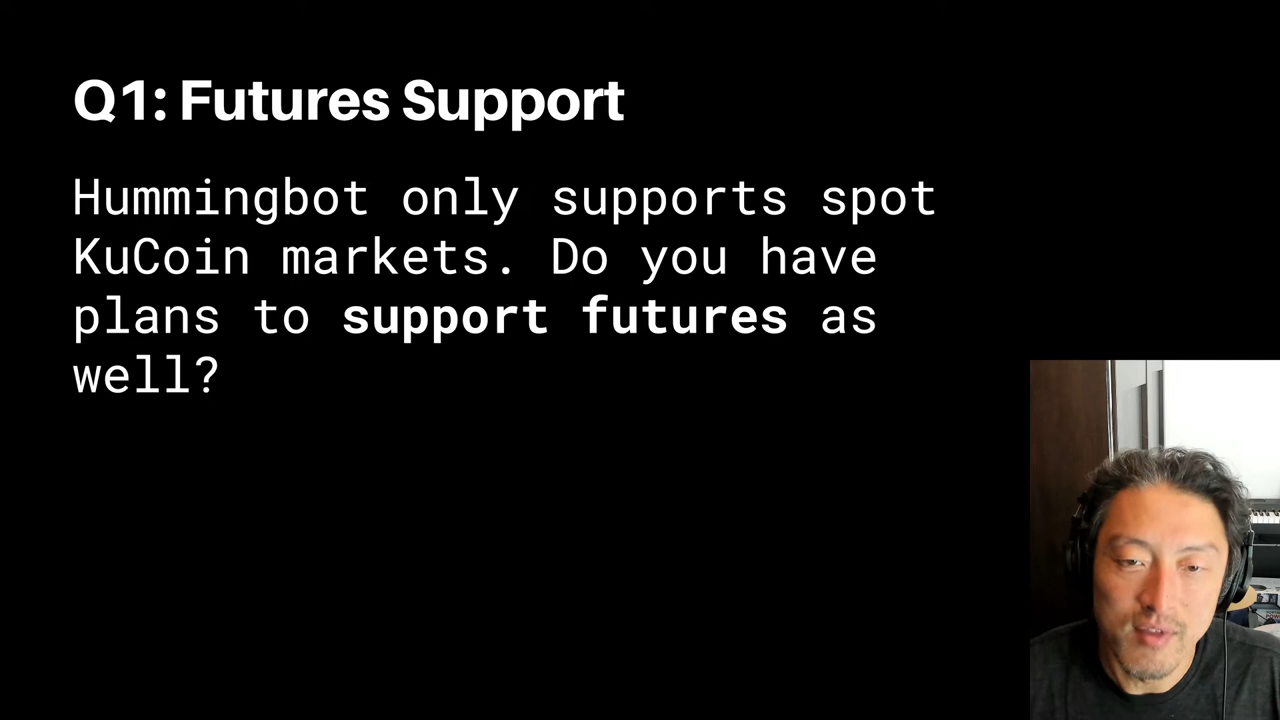 Q1: Futures Support
Hummingbot only supports spot
KuCoin markets. Do you have
plans to support futures as
well?